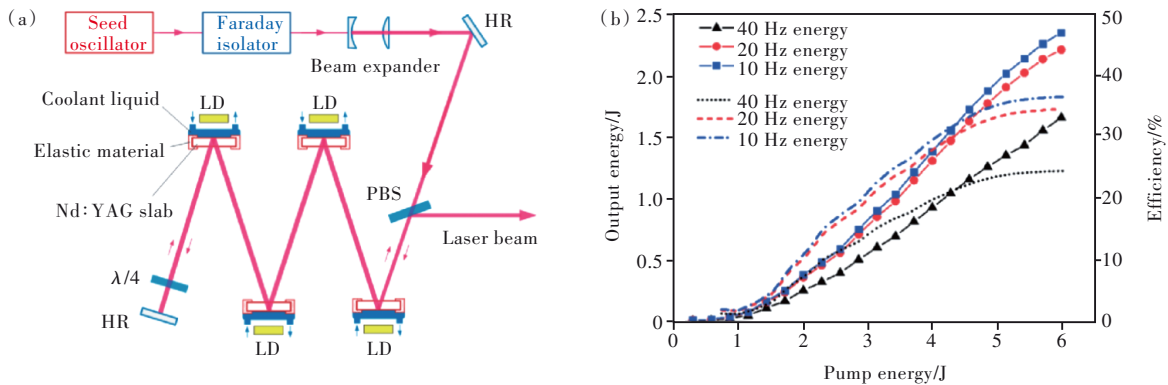 (a)
Seed
oscillator
Faraday
isolator
Beam expander
HR
Coolant liquid
LD
LD
Elastic material
Nd:YAG slab
PBS
Laser beam
λ/4
HR
LD
LD
(b)
2.5
2.0
1.5
1.0
0.5
0
Output energy/J
40 Hz energy
20 Hz energy
10 Hz energy
40 Hz energy
20 Hz energy
10 Hz energy
50
40
30
20
10
0
Efficiency/%
0
1
2
3
4
5
6
Pump energy/J